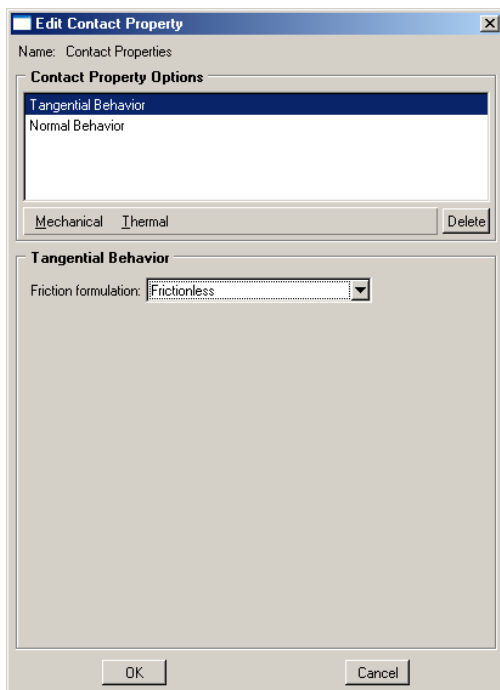 Edit Contact Property
Name: Contact Properties
Contact Property Options
Tangential Behavior
Normal Behavior
Mechanical Thermal Delete
Tangential Behavior
Friction formulation: Frictionless
OK Cancel